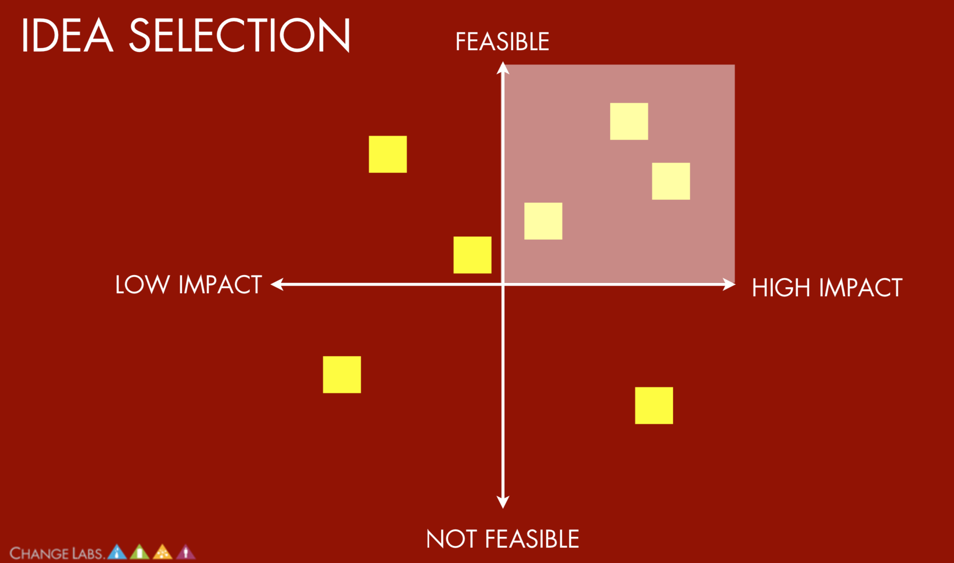 IDEA SELECTION
FEASIBLE
LOW IMPACT
HIGH IMPACT
NOT FEASIBLE
CHANGE LABS.